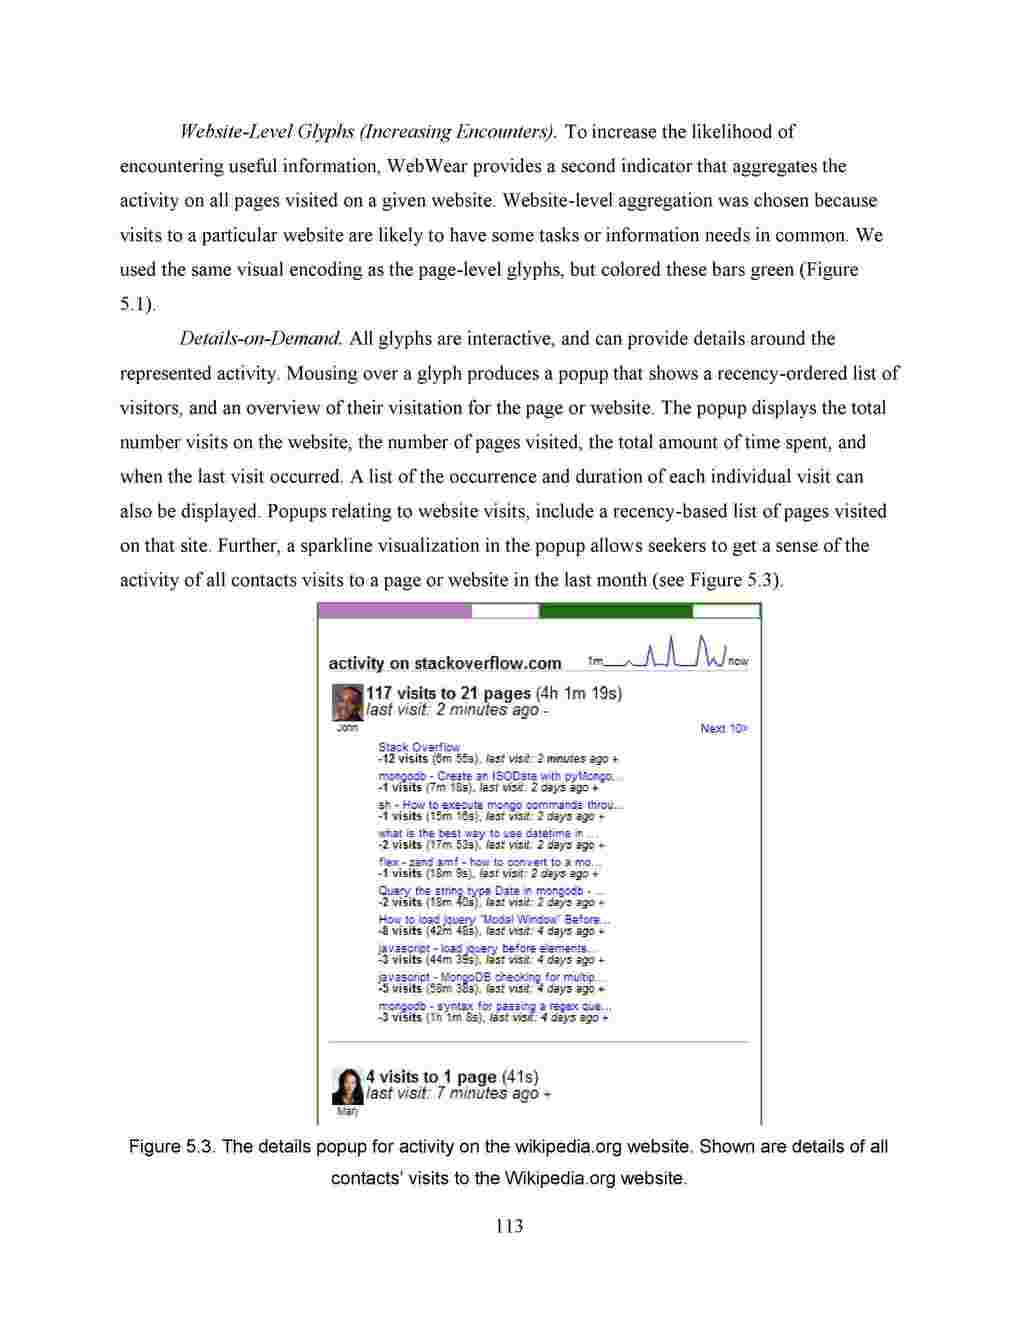 Website-Level Glyphs (Increasing Encounters). To increase the likelihood of
encountering useful information, WebWear provides a second indicator that aggregates the
activity on all pages visited on a given website. Website-level aggregation was chosen because
visits to a particular website are likely to have some tasks or information needs in common. We
used the same visual encoding as the page-level glyphs, but colored these bars green (Figure
5.1).
Details-on-Demand. All glyphs are interactive, and can provide details around the
represented activity. Mousing over a glyph produces a popup that shows a recency-ordered list of
visitors, and an overview of their visitation for the page or website. The popup displays the total
number visits on the website, the number of pages visited, the total amount of time spent, and
when the last visit occurred. A list of the occurrence and duration of each individual visit can
also be displayed. Popups relating to website visits, include a recency-based list of pages visited
on that site. Further, a sparkline visualization in the popup allows seekers to get a sense of the
activity of all contacts visits to a page or website in the last month (see Figure 5.3).
activity on stackoverflow.com 1m now
117 visits to 21 pages (4h 1m 19s)
last visit: 2 minutes ago -
John
Next 10>
Stack Overflow
-12 visits (6m 55s), last visit: 2 minutes ago +
mongodb - Create an ISODate with pyMongo...
-1 visits (7m 18s), last visit: 2 days ago +
sh - How to execute mongo commands throu...
-1 visits (15m 16s), last visit: 2 days ago +
what is the best way to use datetime in ...
-2 visits (17m 53s), last visit: 2 days ago +
flex - zend amf - how to convert to a mo...
-1 visits (18m 9s), last visit: 2 days ago +
Query the string type Date in mongodb - ...
-2 visits (18m 40s), last visit: 2 days ago +
How to load jquery "Modal Window" Before...
-8 visits (42m 48s), last visit: 4 days ago +
javascript - load jquery before elements...
-3 visits (44m 39s), last visit: 4 days ago +
javascript - MongoDB checking for multip...
-5 visits (58m 38s), last visit: 4 days ago +
mongodb - syntax for passing a regex que...
-3 visits (1h 1m 8s), last visit: 4 days ago +
4 visits to 1 page (41s)
last visit: 7 minutes ago +
Mary
Figure 5.3. The details popup for activity on the wikipedia.org website. Shown are details of all
contacts' visits to the Wikipedia.org website.
113